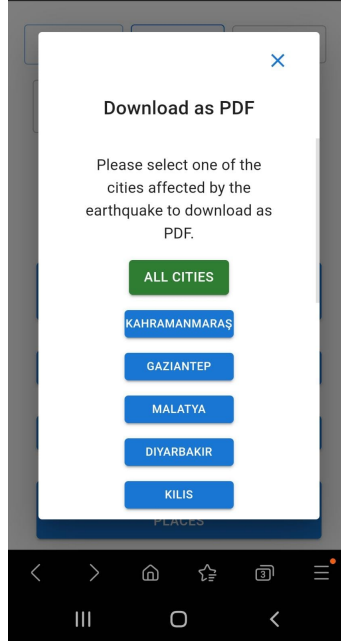 Download as PDF
Please select one of the
cities affected by the
earthquake to download as
PDF.
ALL CITIES
KAHRAMANMARAŞ
GAZIANTEP
MALATYA
DIYARBAKIR
KILIS
PLACES
3